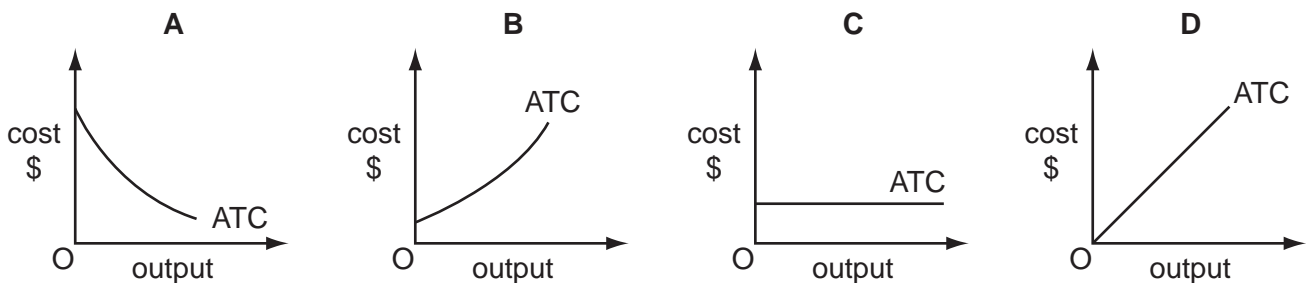 A
cost
$
ATC
O
output
B
cost
$
ATC
O
output
C
cost
$
ATC
O
output
D
cost
$
ATC
O
output